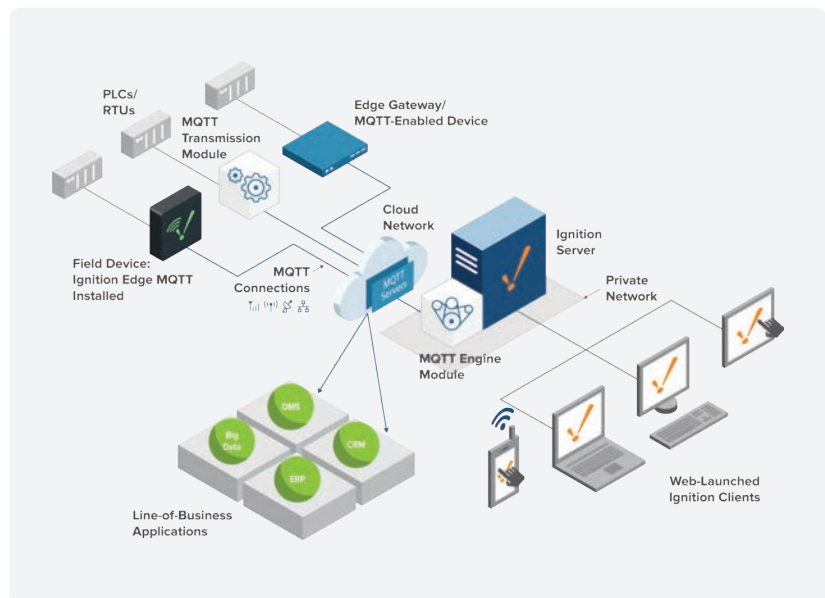 PLCs/
RTUs
MQTT
Transmission
Module
Edge Gateway/
MQTT-Enabled Device
Cloud
Network
Ignition
Server
Field Device:
Ignition Edge MQTT
Installed
MQTT
Connections
MQTT
Servers
Private
Network
MQTT Engine
Module
DMS
Big
Data
CRM
ERP
Line-of-Business
Applications
Web-Launched
Ignition Clients